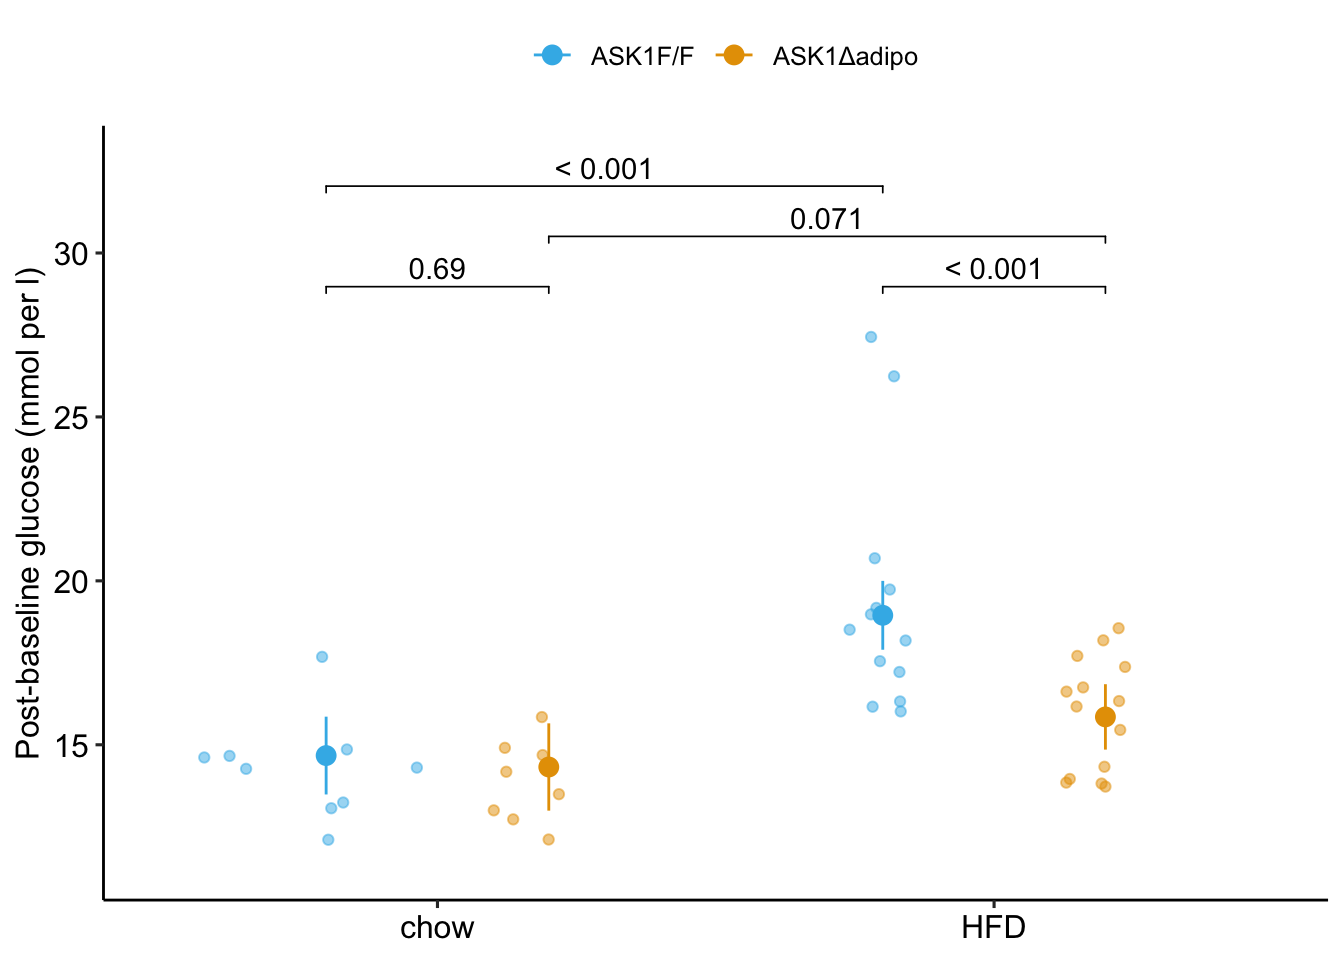 ASK1F/F ASK1Δadipo
< 0.001
0.071
0.69 < 0.001
30
25
20
15
Post-baseline glucose (mmol per l)
chow HFD